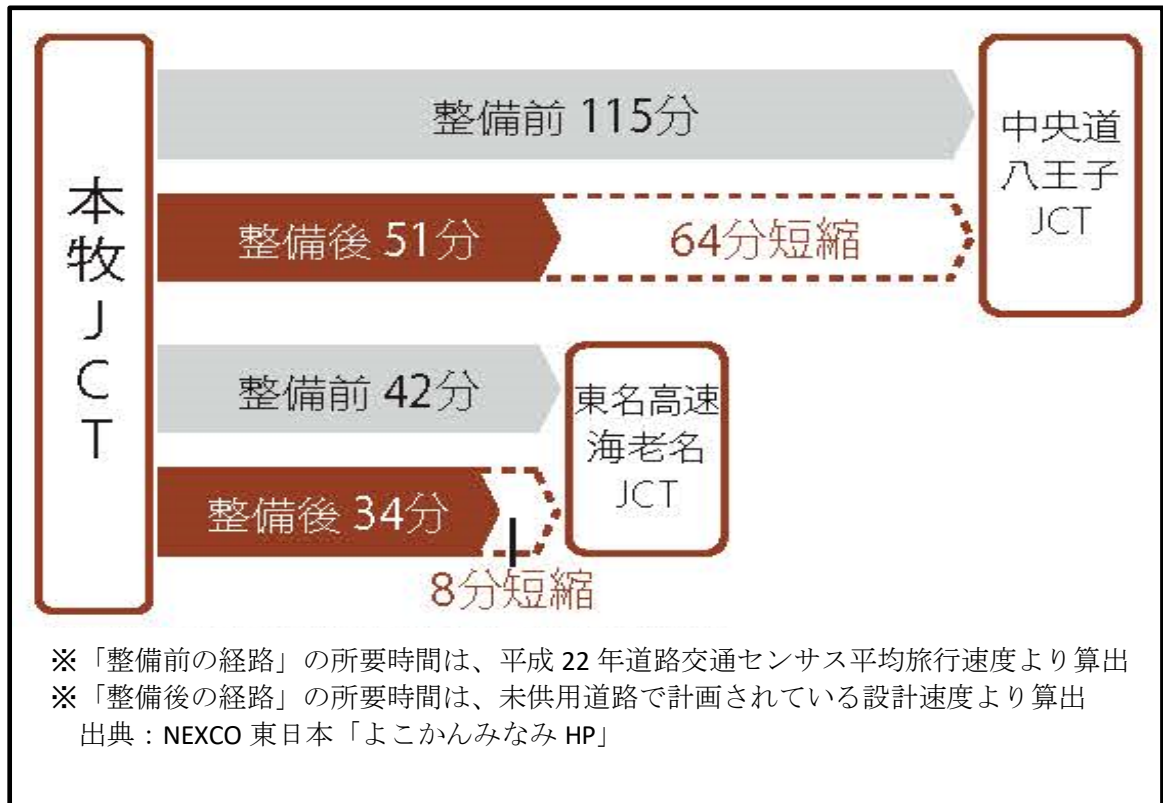 本牧JCT
整備前 115分
整備後 51分
64分短縮
中央道
八王子
JCT
整備前 42分
整備後 34分
8分短縮
東名高速
海老名
JCT
※「整備前の経路」の所要時間は、平成 22 年道路交通センサス平均旅行速度より算出
※「整備後の経路」の所要時間は、未供用道路で計画されている設計速度より算出
出典：NEXCO 東日本「よこかんみなみ HP」